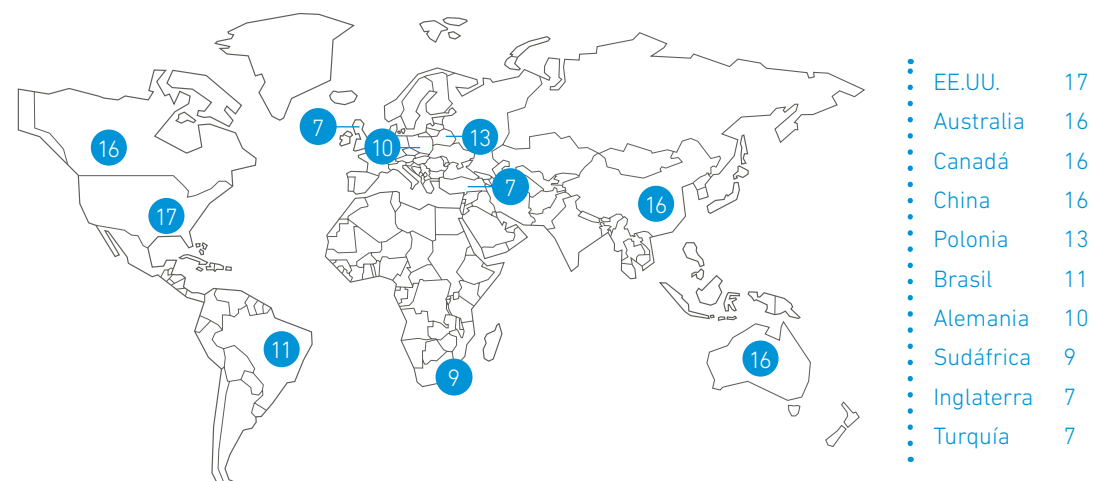 7
13
10
16
7
16
17
11
16
9
EE.UU. 17
Australia 16
Canadá 16
China 16
Polonia 13
Brasil 11
Alemania 10
Sudáfrica 9
Inglaterra 7
Turquía 7